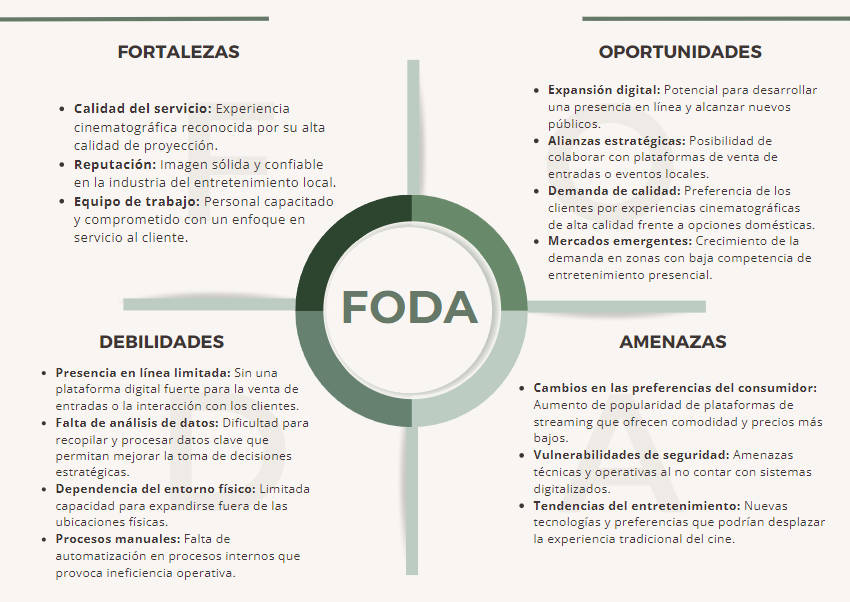 FORTALEZAS
• Calidad del servicio: Experiencia
cinematográfica reconocida por su alta
calidad de proyección.
• Reputación: Imagen sólida y confiable
en la industria del entretenimiento local.
• Equipo de trabajo: Personal capacitado
y comprometido con un enfoque en
servicio al cliente.
F
OPORTUNIDADES
• Expansión digital: Potencial para desarrollar
una presencia en línea y alcanzar nuevos
públicos.
• Alianzas estratégicas: Posibilidad de
colaborar con plataformas de venta de
entradas o eventos locales.
• Demanda de calidad: Preferencia de los
clientes por experiencias cinematográficas
de alta calidad frente a opciones domésticas.
• Mercados emergentes: Crecimiento de la
demanda en zonas con baja competencia de
entretenimiento presencial.
O
FODA
DEBILIDADES
• Presencia en línea limitada: Sin una
plataforma digital fuerte para la venta de
entradas o la interacción con los clientes.
• Falta de análisis de datos: Dificultad para
recopilar y procesar datos clave que
permitan mejorar la toma de decisiones
estratégicas.
• Dependencia del entorno físico: Limitada
capacidad para expandirse fuera de las
ubicaciones físicas.
• Procesos manuales: Falta de
automatización en procesos internos que
provoca ineficiencia operativa.
D
AMENAZAS
• Cambios en las preferencias del consumidor:
Aumento de popularidad de plataformas de
streaming que ofrecen comodidad y precios más
bajos.
• Vulnerabilidades de seguridad: Amenazas
técnicas y operativas al no contar con sistemas
digitalizados.
• Tendencias del entretenimiento: Nuevas
tecnologías y preferencias que podrían desplazar
la experiencia tradicional del cine.
A